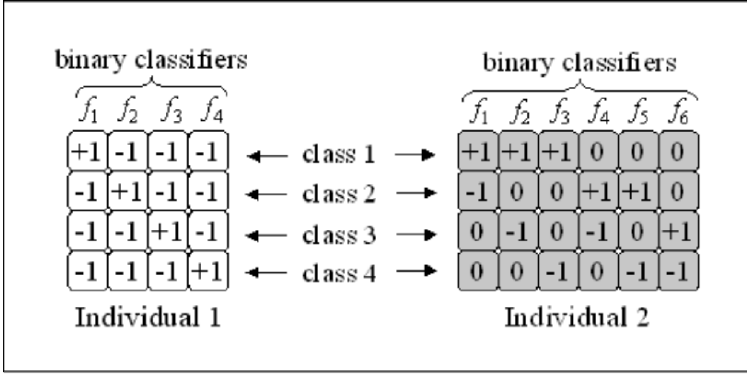 binary classifiers binary classifiers
f1 f2 f3 f4 f1 f2 f3 f4 f5 f6
+1 -1 -1 -1 class 1 +1 +1 +1 0 0 0
-1 +1 -1 -1 class 2 -1 0 0 +1 +1 0
-1 -1 +1 -1 class 3 0 -1 0 -1 0 +1
-1 -1 -1 +1 class 4 0 0 -1 0 -1 -1
Individual 1 Individual 2